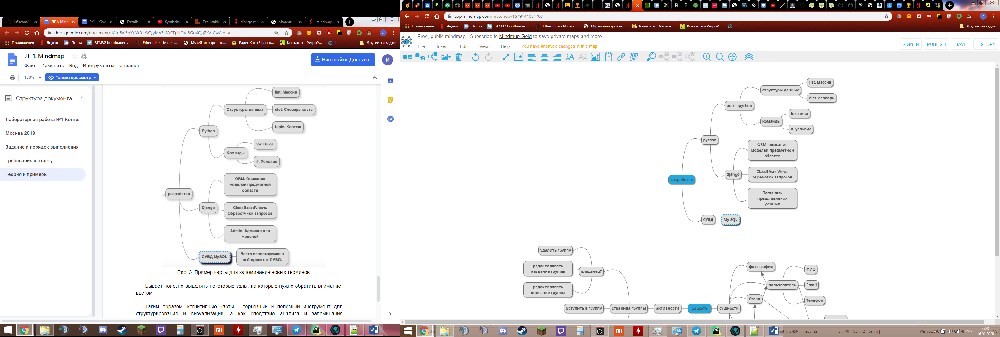 iu5team/iu
ЛР1. Mind
РК1 - Goo
Details
Synthcity -
Тег <table
django mo
Модели —
mindmup.
docs.google.com/document/d/1rjBai3gXuVcYie3QIyMVEsfO9TpUOtq3Gg6QgZzV_Cw/edit#
Приложения
Яндекс
Почта
STM32 bootloader...
Ethermine - Miners...
Музей электронны...
РадиоКот :: Часы н...
Контакты - РетроР...
i
Другие закладки
ЛР1. Mindmap
Файл Изменить Вид Инструменты Справка
Настройки Доступа
И
100%
Только просмотр
Структура документа
Лабораторная работа №1 Когни...
Москва 2018
Задание и порядок выполнения
Требования к отчету
Теория и примеры
list. Массив
Структуры данных
dict. Словарь карта
tuple. Кортеж
Python
for. Цикл
Команды
if. Условие
ORM. Описание
моделей предметной
области
разработка
Django
ClassBasedViews.
Обработчики запросов
Admin. Админка для
моделей
СУБД MySQL
Часто используемая в
веб-проектах СУБД.
Рис. 3. Пример карты для запоминания новых терминов
Бывает полезно выделять некоторые узлы, на которые нужно обратить внимание,
цветом.
Таким образом, когнитивные карты - серьезный и полезный инструмент для
структурирования и визуализации, а как следствие анализа и запоминания
app.mindmup.com/map/new/1579144081703
Приложения
Яндекс
Почта
STM32 bootloader...
Ethermine - Miners...
Музей электронны...
РадиоКот :: Часы н...
Контакты - РетроР...
i
Другие закладки
Free, public mindmap - Subscribe to Mindmup Gold to save private maps and more
File Insert Edit View Help
You have unsaved changes in this map
SIGN IN
PUBLISH
SAVE
HISTORY
list. массив
структуры данных
dict. словарь
pure ppython
for. цикл
команды
if. условие
python
ORM. описание
моделей предметной
области
ClassBAsedViews
обработка запросов
django
разработка
Tamplate.
представления
данных
СУБД
My SQL
удалить группу
редактировать
название группы
владелец?
редактировать
описание группы
Вступить в группу
страница группы
активности
Соцсеть
сущности
фотография
ФИО
пользователь
Email
Стена
Телефон
описание
length : 3 456 lines : 129
Ln : 40 Col : 12 Sel : 6 | 1
ENG
INS
6:23
16.01.2020